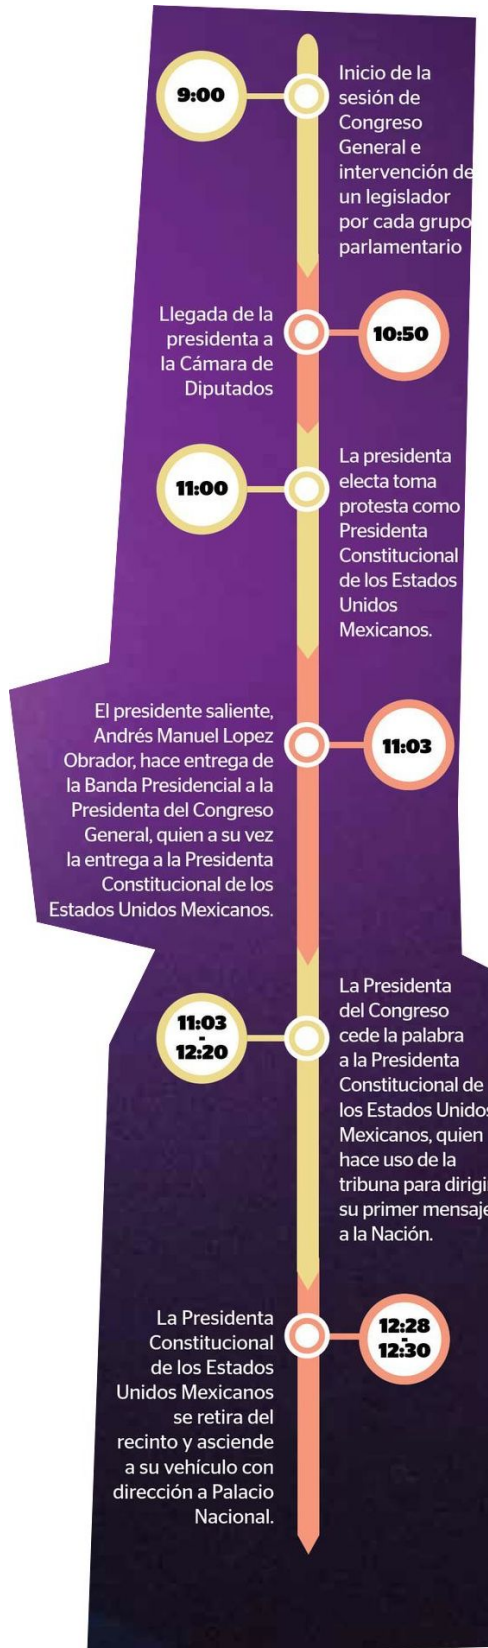 9:00
Inicio de la
sesión de
Congreso
General e
intervención de
un legislador
por cada grupo
parlamentario
Llegada de la
presidenta a
la Cámara de
Diputados
10:50
11:00
La presidenta
electa toma
protesta como
Presidenta
Constitucional
de los Estados
Unidos
Mexicanos.
El presidente saliente,
Andrés Manuel Lopez
Obrador, hace entrega de
la Banda Presidencial a la
Presidenta del Congreso
General, quien a su vez
la entrega a la Presidenta
Constitucional de los
Estados Unidos Mexicanos.
11:03
11:03
-
12:20
La Presidenta
del Congreso
cede la palabra
a la Presidenta
Constitucional de
los Estados Unidos
Mexicanos, quien
hace uso de la
tribuna para dirigir
su primer mensaje
a la Nación.
La Presidenta
Constitucional
de los Estados
Unidos Mexicanos
se retira del
recinto y asciende
a su vehículo con
dirección a Palacio
Nacional.
12:28
-
12:30